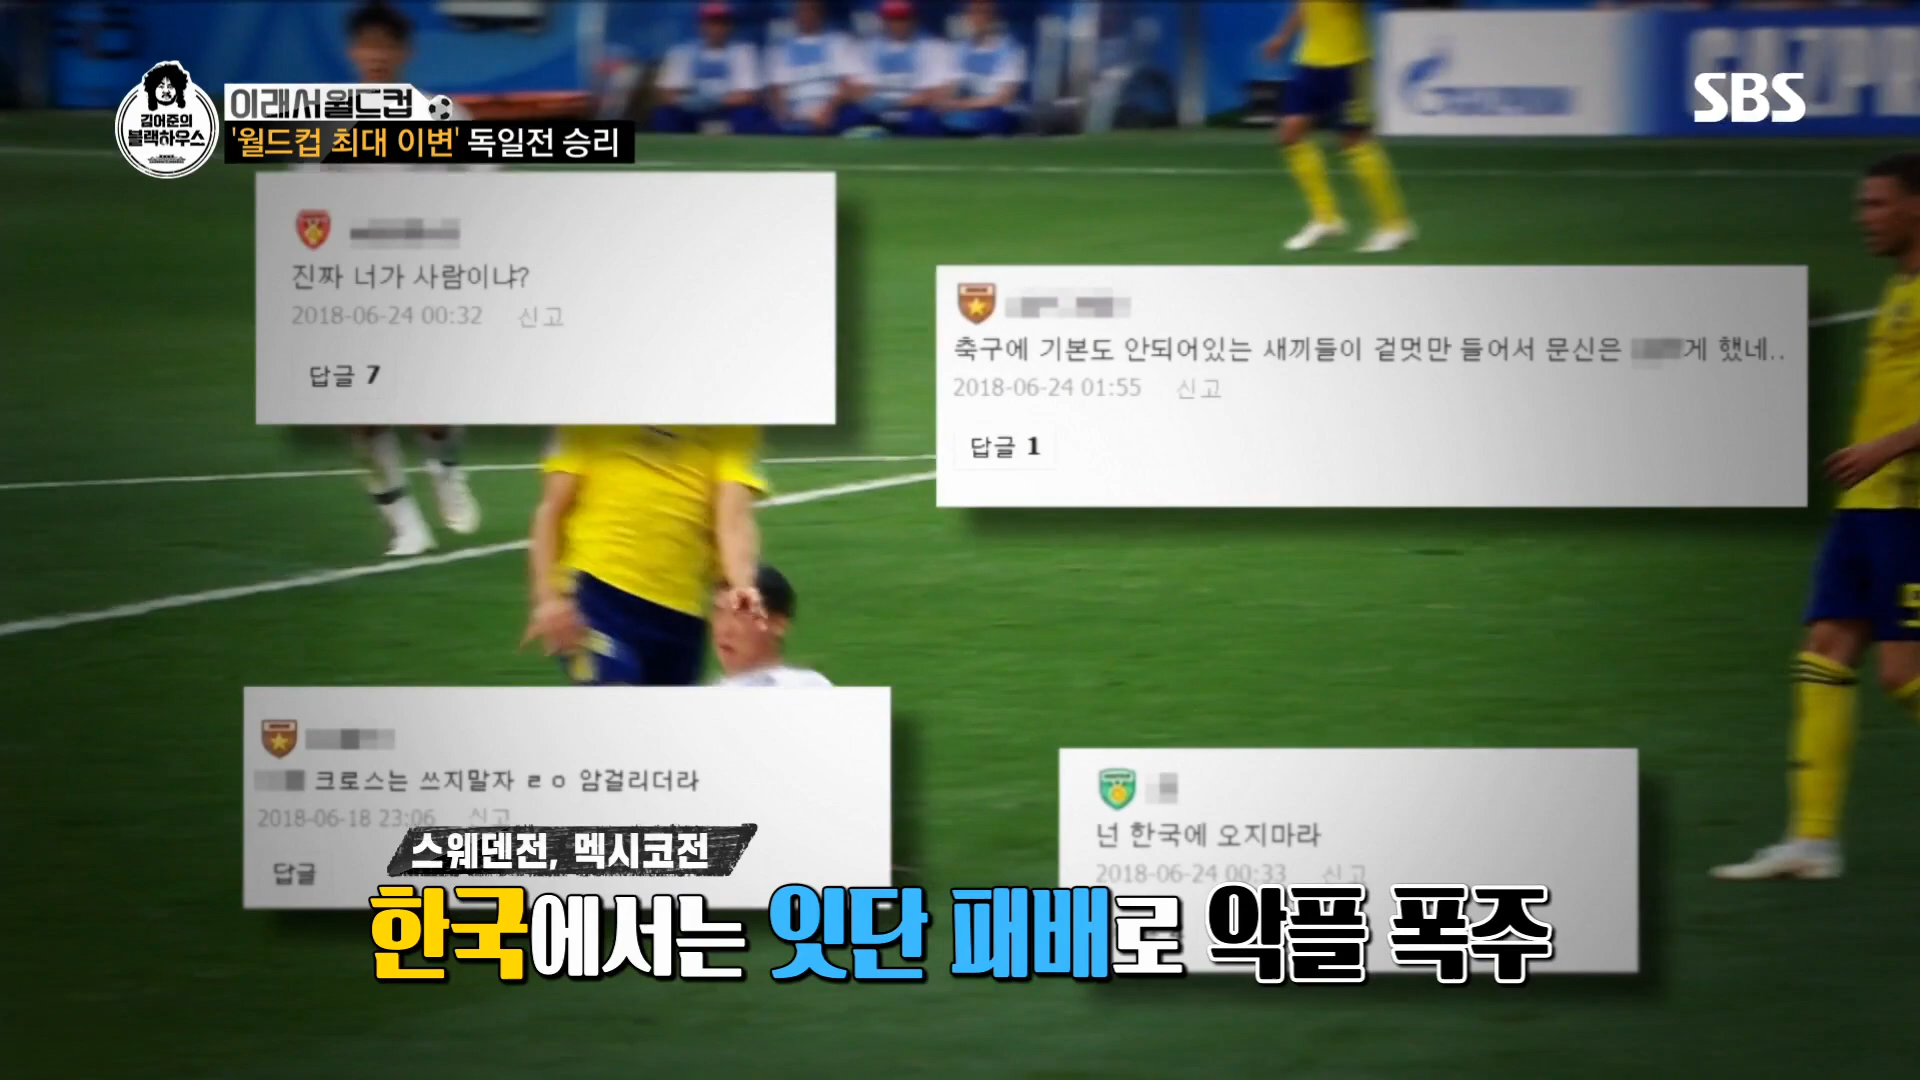 김어준의
블랙하우스
이래서월드컵
'월드컵 최대 이변' 독일전 승리
SBS
진짜 너가 사람이냐?
2018-06-24 00:32 신고
답글 7
축구에 기본도 안되어있는 새끼들이 겉멋만 들어서 문신은 게 했네..
2018-06-24 01:55 신고
답글 1
크로스는 쓰지말자 ㄹㅇ 암걸리더라
2018-06-18 23:06 신고
답글
넌 한국에 오지마라
2018-06-24 00:33 신고
스웨덴전, 멕시코전
한국에서는 잇단 패배로 악플 폭주